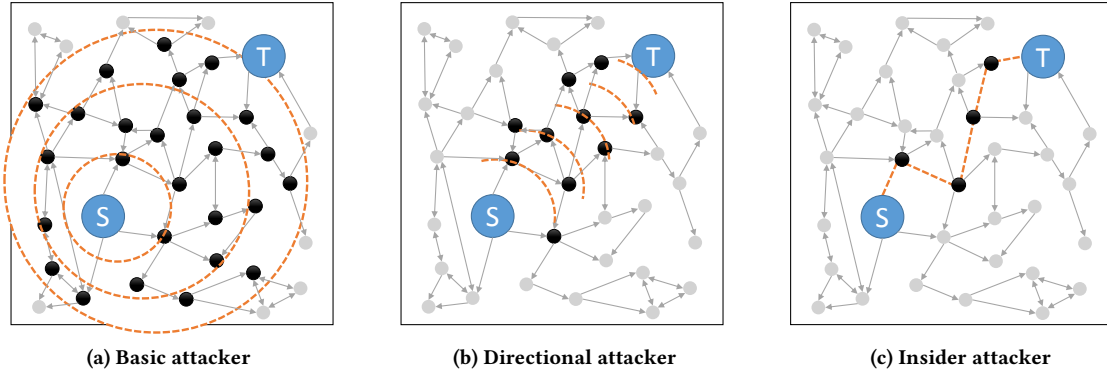 T
S
(a) Basic attacker
T
S
(b) Directional attacker
T
S
(c) Insider attacker